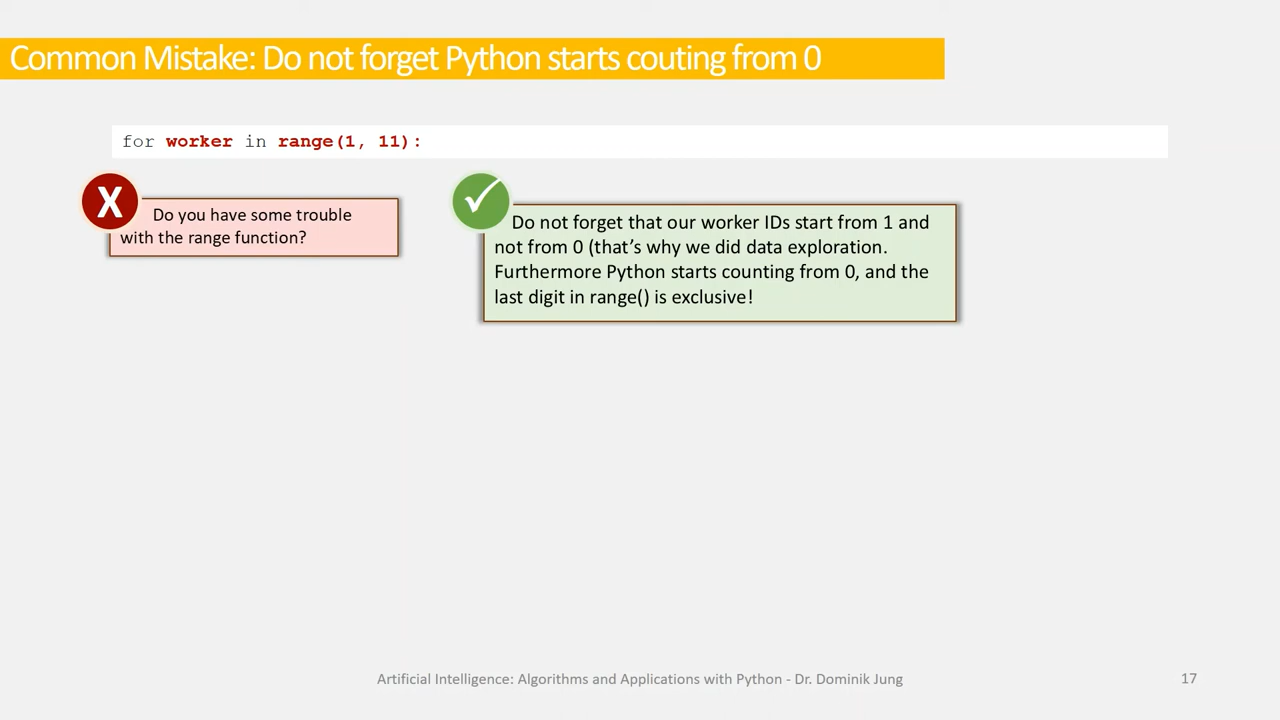 Common Mistake: Do not forget Python starts couting from 0
for worker in range(1, 11):
X
Do you have some trouble
with the range function?
Do not forget that our worker IDs start from 1 and
not from 0 (that’s why we did data exploration.
Furthermore Python starts counting from 0, and the
last digit in range() is exclusive!
Artificial Intelligence: Algorithms and Applications with Python - Dr. Dominik Jung
17